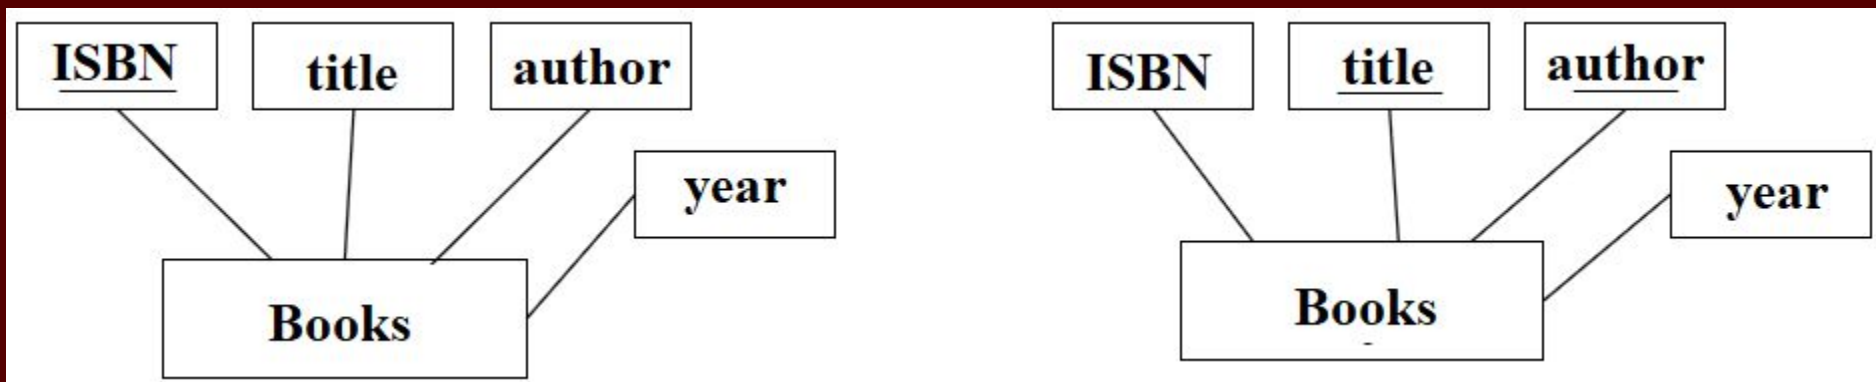 ISBN
title
author
year
Books
ISBN
title
author
year
Books